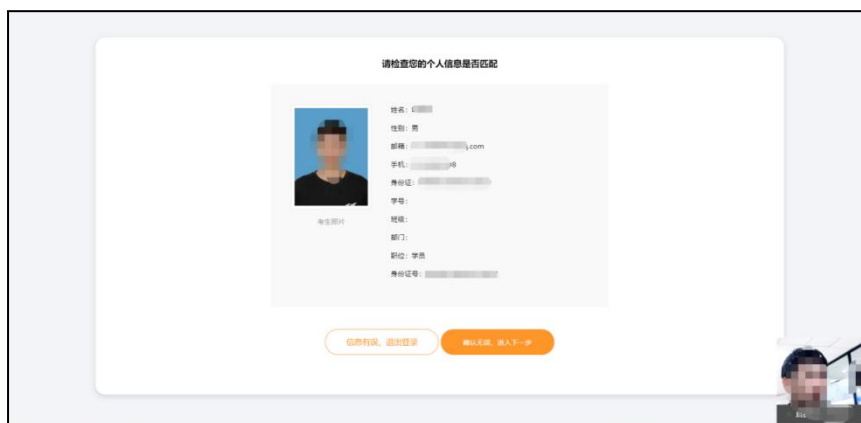 请检查您的个人信息是否匹配
姓名：
性别：男
邮箱：.com
手机：98
身份证：
学号：
班级：
部门：
职位：学员
身份证号：
考生照片
信息有误，退出登录
确认无误，进入下一步